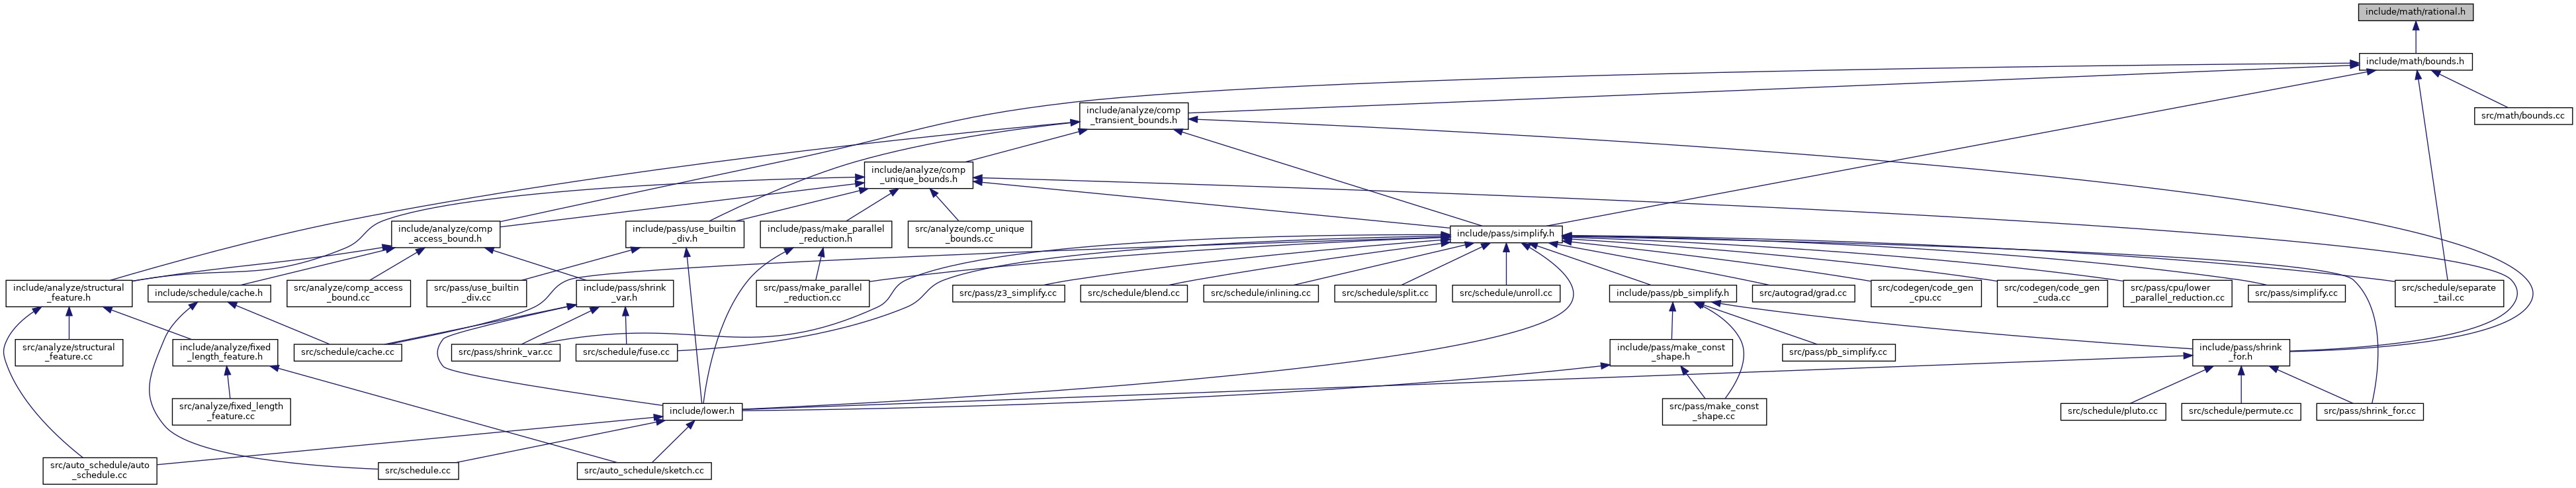 include/math/rational.h
include/math/bounds.h
include/analyze/comp
_transient_bounds.h
src/math/bounds.cc
include/analyze/comp
_unique_bounds.h
include/analyze/comp
_access_bound.h
include/pass/use_builtin
_div.h
include/pass/make_parallel
_reduction.h
src/analyze/comp_unique
_bounds.cc
include/pass/simplify.h
include/analyze/structural
_feature.h
include/schedule/cache.h
src/analyze/comp_access
_bound.cc
src/pass/use_builtin
_div.cc
include/pass/shrink
_var.h
src/pass/make_parallel
_reduction.cc
src/pass/z3_simplify.cc
src/schedule/blend.cc
src/schedule/inlining.cc
src/schedule/split.cc
src/schedule/unroll.cc
include/pass/pb_simplify.h
src/autograd/grad.cc
src/codegen/code_gen
_cpu.cc
src/codegen/code_gen
_cuda.cc
src/pass/cpu/lower
_parallel_reduction.cc
src/pass/simplify.cc
src/schedule/separate
_tail.cc
src/analyze/structural
_feature.cc
include/analyze/fixed
_length_feature.h
src/schedule/cache.cc
src/pass/shrink_var.cc
src/schedule/fuse.cc
include/pass/make_const
_shape.h
src/pass/pb_simplify.cc
include/pass/shrink
_for.h
src/analyze/fixed_length
_feature.cc
include/lower.h
src/pass/make_const
_shape.cc
src/schedule/pluto.cc
src/schedule/permute.cc
src/pass/shrink_for.cc
src/auto_schedule/auto
_schedule.cc
src/schedule.cc
src/auto_schedule/sketch.cc